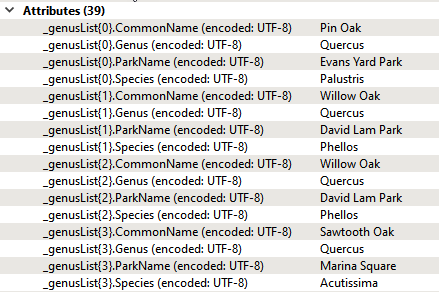 Attributes (39)
_genusList{0}.CommonName (encoded: UTF-8) Pin Oak
_genusList{0}.Genus (encoded: UTF-8) Quercus
_genusList{0}.ParkName (encoded: UTF-8) Evans Yard Park
_genusList{0}.Species (encoded: UTF-8) Palustris
_genusList{1}.CommonName (encoded: UTF-8) Willow Oak
_genusList{1}.Genus (encoded: UTF-8) Quercus
_genusList{1}.ParkName (encoded: UTF-8) David Lam Park
_genusList{1}.Species (encoded: UTF-8) Phellos
_genusList{2}.CommonName (encoded: UTF-8) Willow Oak
_genusList{2}.Genus (encoded: UTF-8) Quercus
_genusList{2}.ParkName (encoded: UTF-8) David Lam Park
_genusList{2}.Species (encoded: UTF-8) Phellos
_genusList{3}.CommonName (encoded: UTF-8) Sawtooth Oak
_genusList{3}.Genus (encoded: UTF-8) Quercus
_genusList{3}.ParkName (encoded: UTF-8) Marina Square
_genusList{3}.Species (encoded: UTF-8) Acutissima